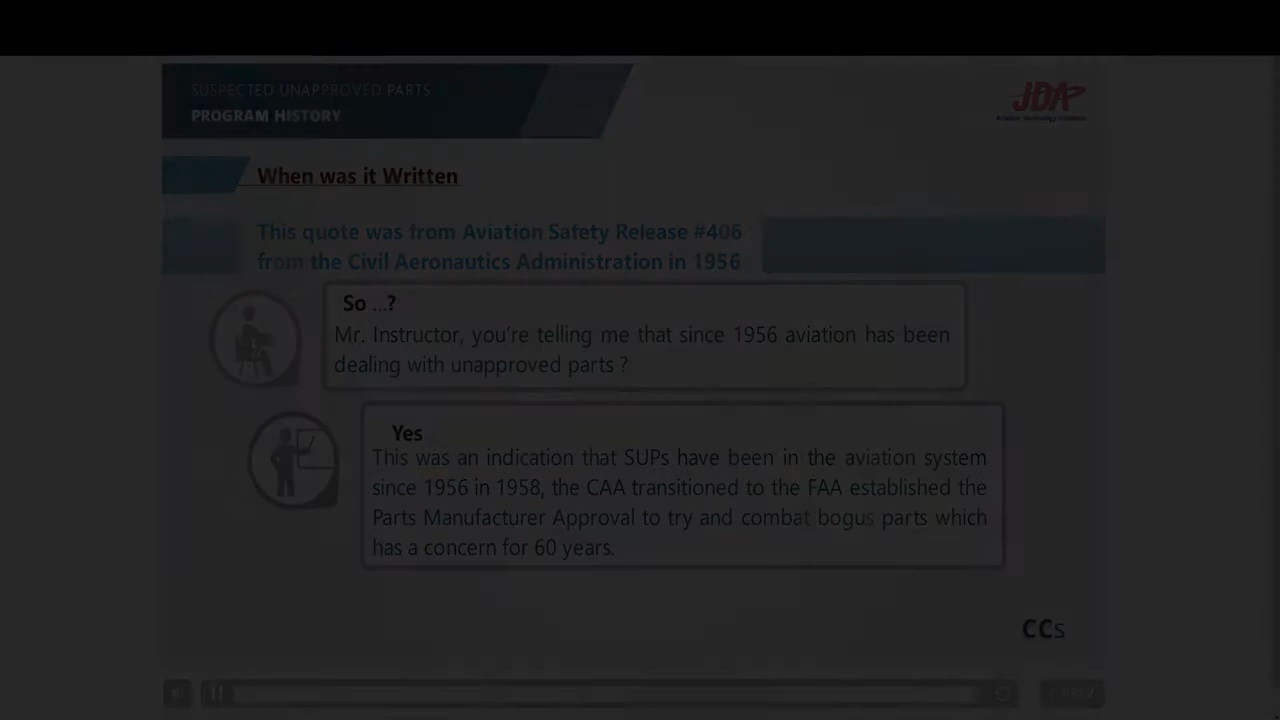 SUSPECTED UNAPPROVED PARTS
PROGRAM HISTORY
JDA
Aviation Technology Solutions
When was it Written
This quote was from Aviation Safety Release #406
from the Civil Aeronautics Administration in 1956
So ...?
Mr. Instructor, you're telling me that since 1956 aviation has been
dealing with unapproved parts ?
Yes
This was an indication that SUPs have been in the aviation system
since 1956 in 1958, the CAA transitioned to the FAA established the
Parts Manufacturer Approval to try and combat bogus parts which
has a concern for 60 years.
CCs
PREV